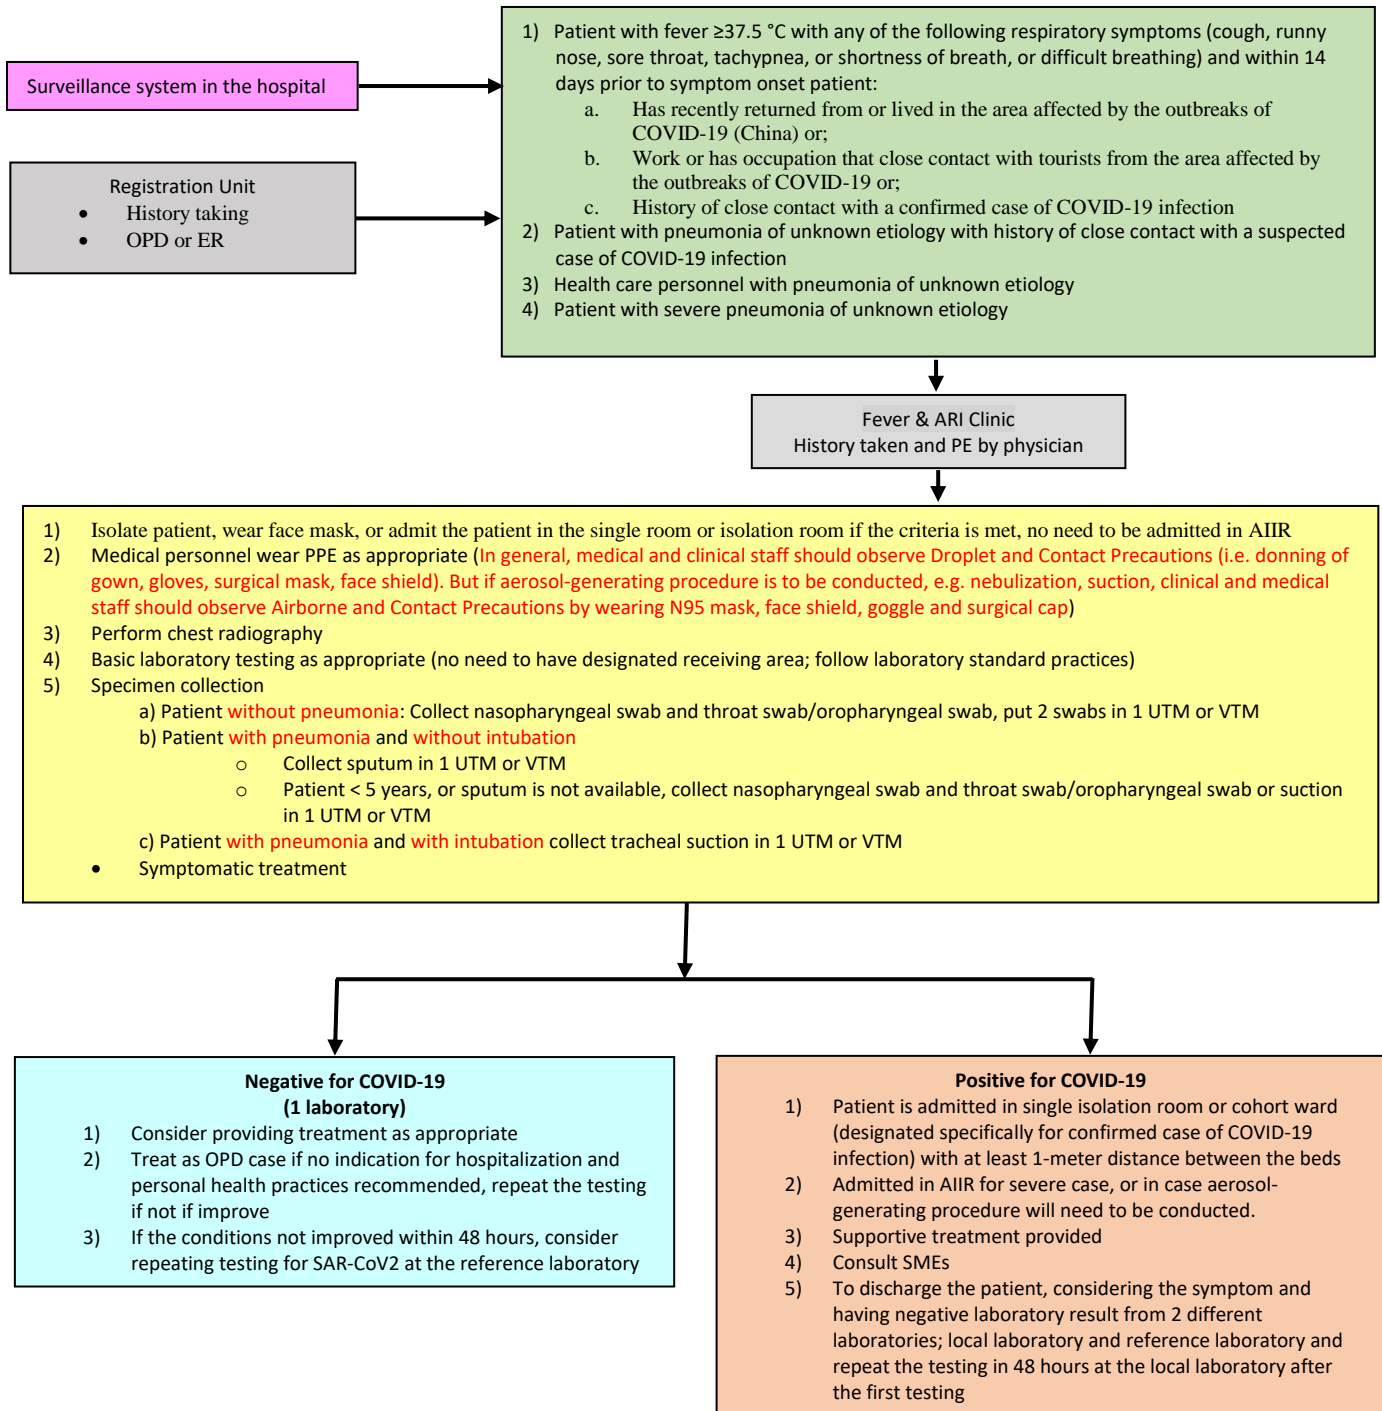 Surveillance system in the hospital
Registration Unit
• History taking
• OPD or ER
1) Patient with fever ≥37.5 °C with any of the following respiratory symptoms (cough, runny
nose, sore throat, tachypnea, or shortness of breath, or difficult breathing) and within 14
days prior to symptom onset patient:
a. Has recently returned from or lived in the area affected by the outbreaks of
COVID-19 (China) or;
b. Work or has occupation that close contact with tourists from the area affected by
the outbreaks of COVID-19 or;
c. History of close contact with a confirmed case of COVID-19 infection
2) Patient with pneumonia of unknown etiology with history of close contact with a suspected
case of COVID-19 infection
3) Health care personnel with pneumonia of unknown etiology
4) Patient with severe pneumonia of unknown etiology
Fever & ARI Clinic
History taken and PE by physician
1) Isolate patient, wear face mask, or admit the patient in the single room or isolation room if the criteria is met, no need to be admitted in AIIR
2) Medical personnel wear PPE as appropriate (In general, medical and clinical staff should observe Droplet and Contact Precautions (i.e. donning of
gown, gloves, surgical mask, face shield). But if aerosol-generating procedure is to be conducted, e.g. nebulization, suction, clinical and medical
staff should observe Airborne and Contact Precautions by wearing N95 mask, face shield, goggle and surgical cap)
3) Perform chest radiography
4) Basic laboratory testing as appropriate (no need to have designated receiving area; follow laboratory standard practices)
5) Specimen collection
a) Patient without pneumonia: Collect nasopharyngeal swab and throat swab/oropharyngeal swab, put 2 swabs in 1 UTM or VTM
b) Patient with pneumonia and without intubation
o Collect sputum in 1 UTM or VTM
o Patient < 5 years, or sputum is not available, collect nasopharyngeal swab and throat swab/oropharyngeal swab or suction
in 1 UTM or VTM
c) Patient with pneumonia and with intubation collect tracheal suction in 1 UTM or VTM
• Symptomatic treatment
Negative for COVID-19
(1 laboratory)
1) Consider providing treatment as appropriate
2) Treat as OPD case if no indication for hospitalization and
personal health practices recommended, repeat the testing
if not if improve
3) If the conditions not improved within 48 hours, consider
repeating testing for SAR-CoV2 at the reference laboratory
Positive for COVID-19
1) Patient is admitted in single isolation room or cohort ward
(designated specifically for confirmed case of COVID-19
infection) with at least 1-meter distance between the beds
2) Admitted in AIIR for severe case, or in case aerosol-
generating procedure will need to be conducted.
3) Supportive treatment provided
4) Consult SMEs
5) To discharge the patient, considering the symptom and
having negative laboratory result from 2 different
laboratories; local laboratory and reference laboratory and
repeat the testing in 48 hours at the local laboratory after
the first testing